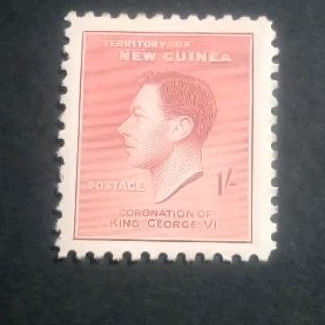 TERRITORY OF
NEW GUINEA
POSTAGE
1/-
CORONATION OF
KING GEORGE VI